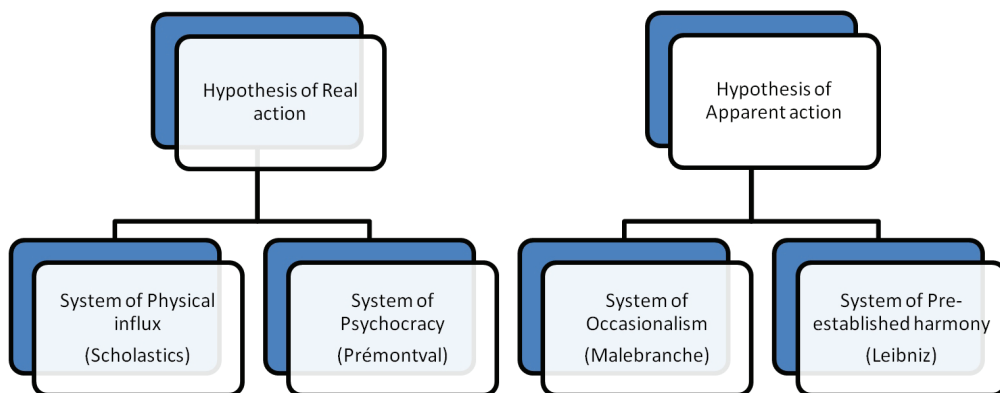 Hypothesis of Real
action
Hypothesis of
Apparent action
System of Physical
influx
(Scholastics)
System of
Psychocracy
(Prémontval)
System of
Occasionalism
(Malebranche)
System of Pre-
established harmony
(Leibniz)